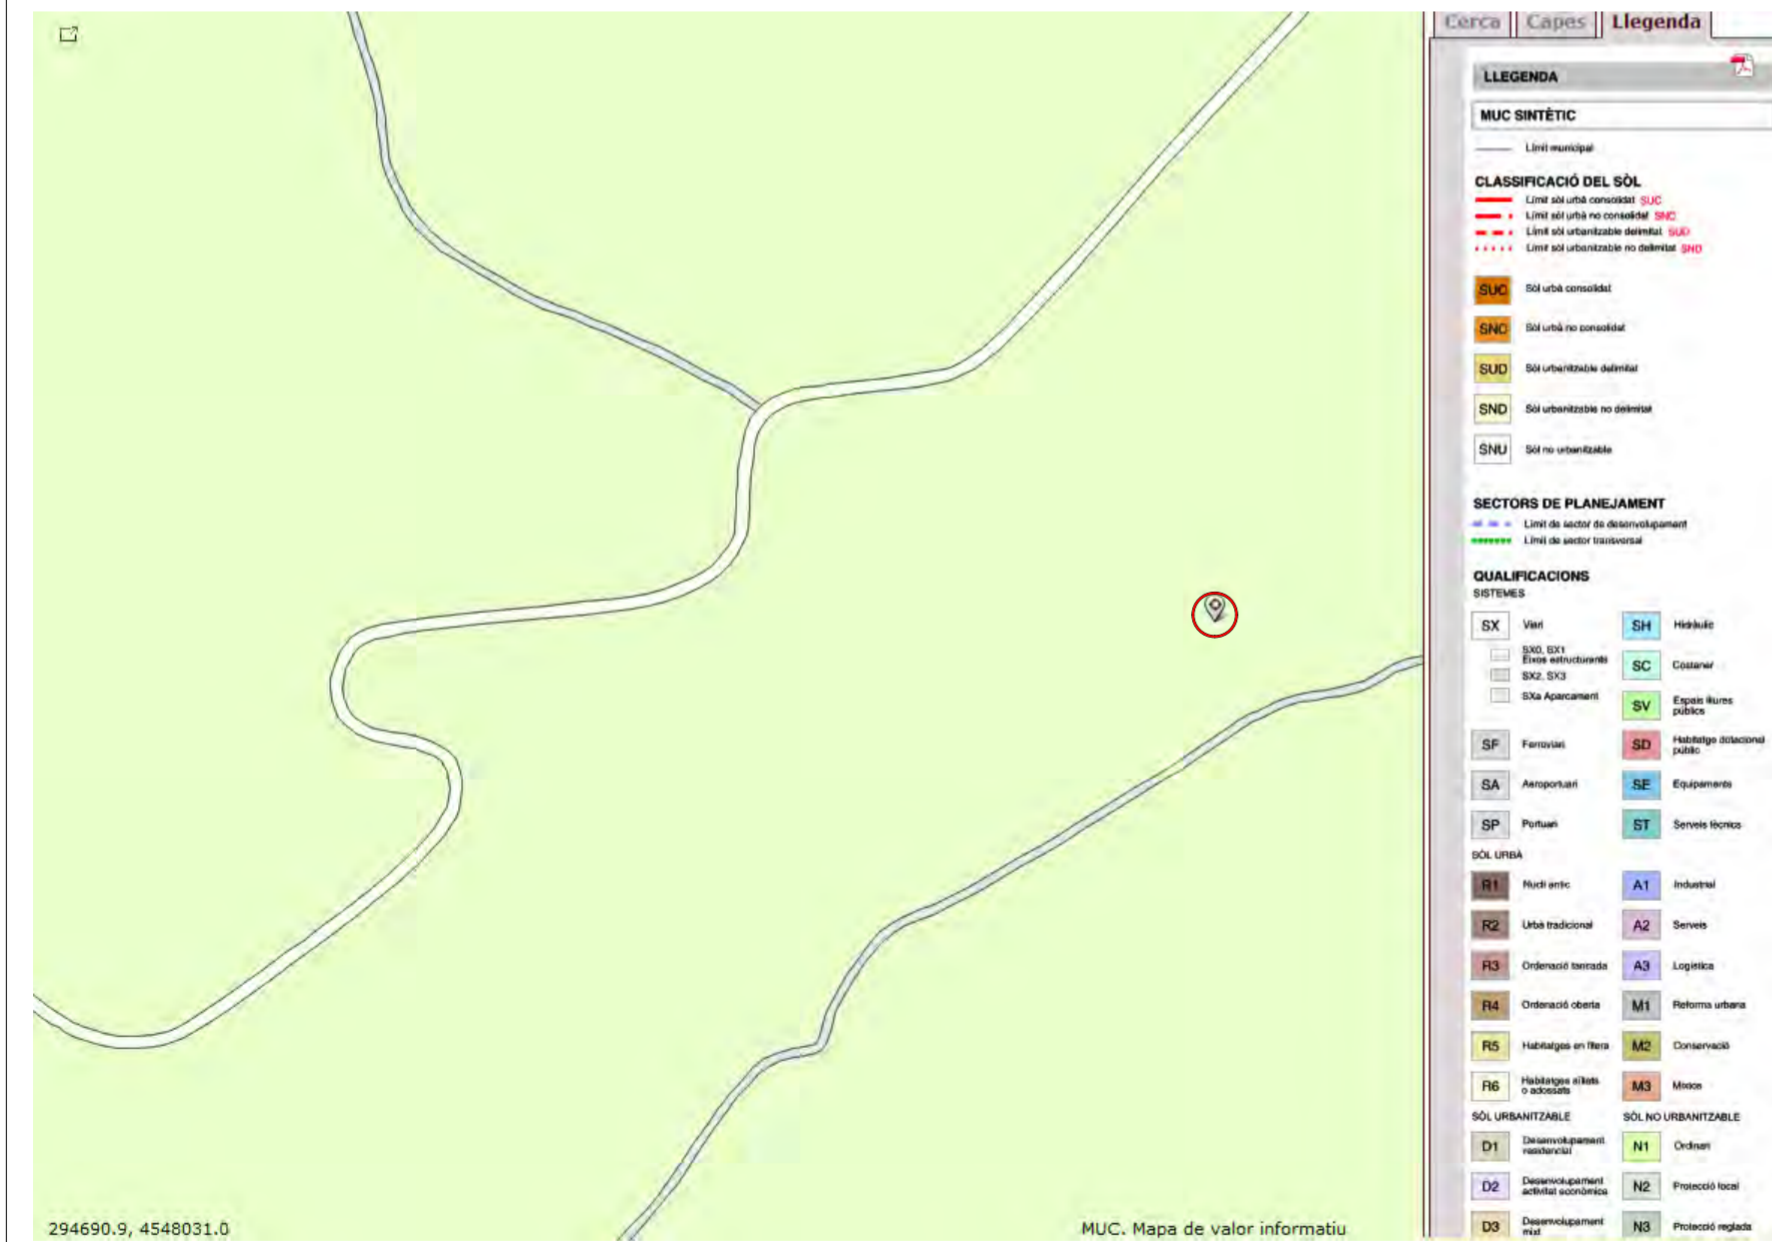 Cerca Capes Llegenda
LLEGENDA
MUC SINTÈTIC
Límit municipal
CLASSIFICACIÓ DEL SÒL
Límit sòl urbà consolidat SUC
Límit sòl urbà no consolidat SNC
Límit sòl urbanitzable delimitat SUD
Límit sòl urbanitzable no delimitat SND
SUC Sòl urbà consolidat
SNC Sòl urbà no consolidat
SUD Sòl urbanitzable delimitat
SND Sòl urbanitzable no delimitat
SNU Sòl no urbanitzable
SECTORS DE PLANEJAMENT
Límit de sector de desenvolupament
Límit de sector transversal
QUALIFICACIONS
SISTEMES
SX Viari
SX0, SX1
Eixos estructurants
SX2, SX3
SXa Aparcament
SF Ferroviari
SA Aeroportuari
SP Portuari
SH Hidràulic
SC Costaner
SV Espais lliures
públics
SD Habitatge dotacional
públic
SE Equipaments
ST Serveis tècnics
SÒL URBÀ
R1 Nucli antic
R2 Urbà tradicional
R3 Ordenació tancada
R4 Ordenació oberta
R5 Habitatges en filera
R6 Habitatges aïllats
o adossats
A1 Industrial
A2 Serveis
A3 Logística
M1 Reforma urbana
M2 Conservació
M3 Mixtos
SÒL URBANITZABLE
D1 Desenvolupament
residencial
D2 Desenvolupament
activitat econòmica
D3 Desenvolupament
mixt
SÒL NO URBANITZABLE
N1 Ordinari
N2 Protecció local
N3 Protecció reglada
294690.9, 4548031.0
MUC. Mapa de valor informatiu